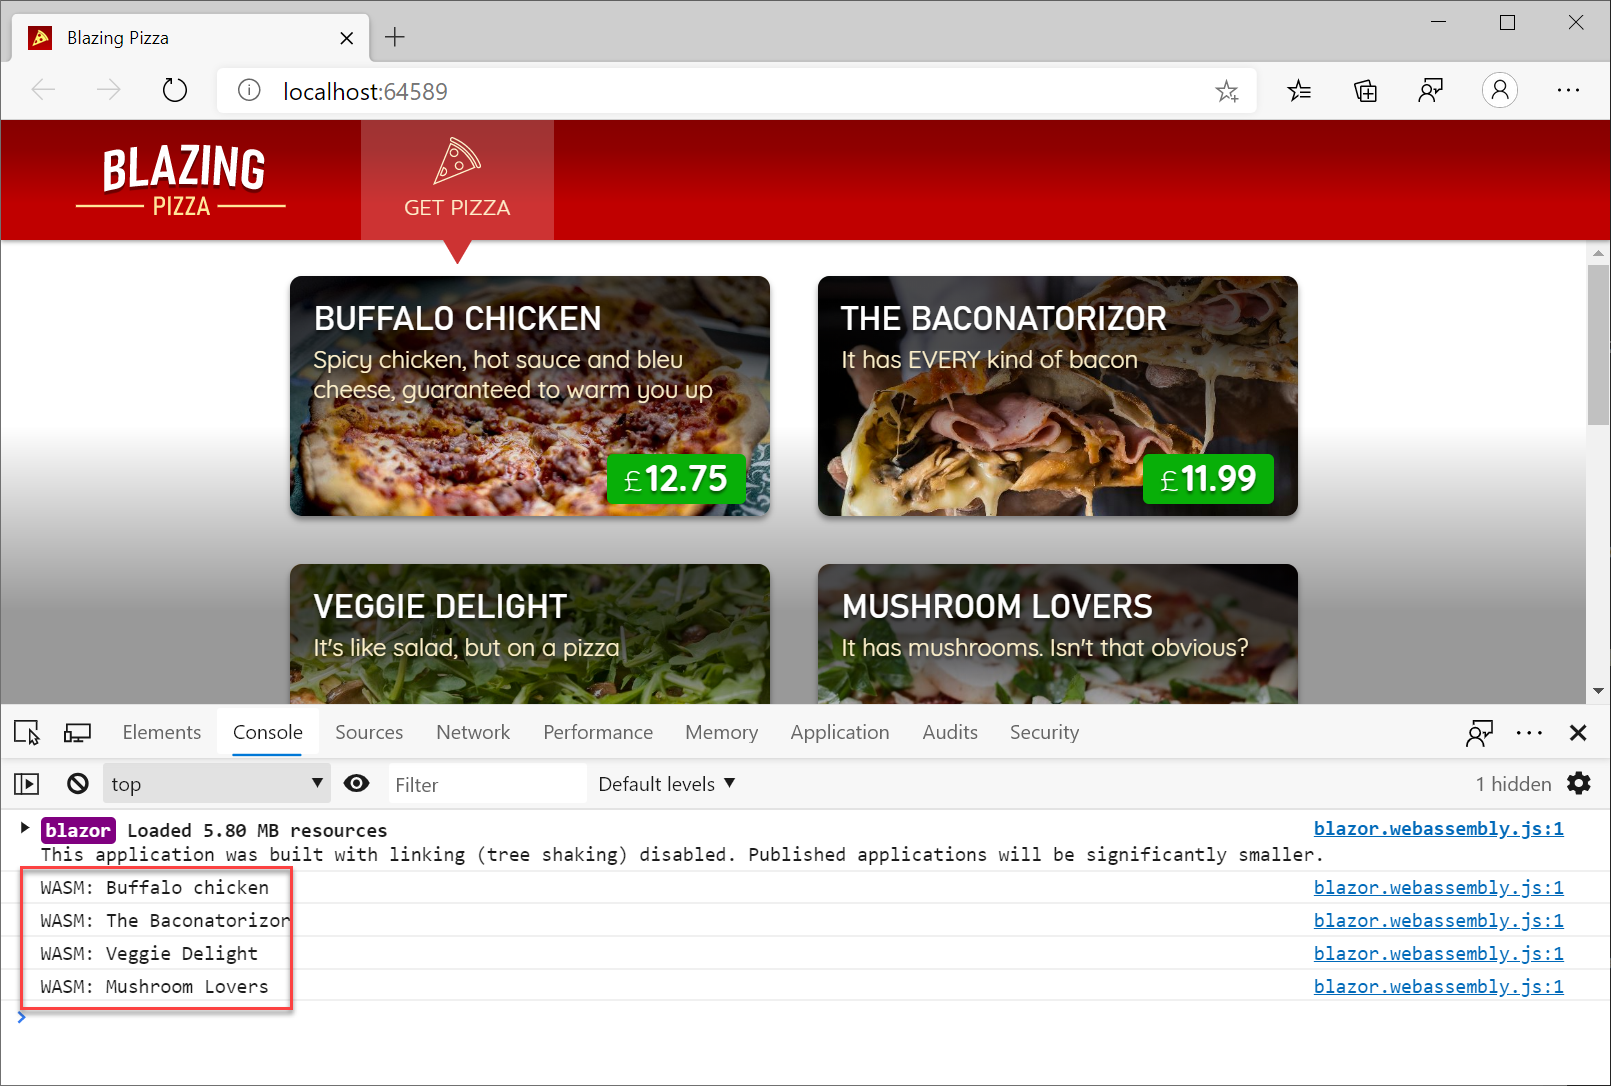 Blazing Pizza
localhost:64589
BLAZING
PIZZA
GET PIZZA
BUFFALO CHICKEN
Spicy chicken, hot sauce and bleu
cheese, guaranteed to warm you up
£12.75
THE BACONATORIZOR
It has EVERY kind of bacon
£11.99
VEGGIE DELIGHT
It's like salad, but on a pizza
MUSHROOM LOVERS
It has mushrooms. Isn't that obvious?
Elements Console Sources Network Performance Memory Application Audits Security
top Filter Default levels 1 hidden
blazor Loaded 5.80 MB resources blazor.webassembly.js:1
This application was built with linking (tree shaking) disabled. Published applications will be significantly smaller.
WASM: Buffalo chicken blazor.webassembly.js:1
WASM: The Baconatorizor blazor.webassembly.js:1
WASM: Veggie Delight blazor.webassembly.js:1
WASM: Mushroom Lovers blazor.webassembly.js:1